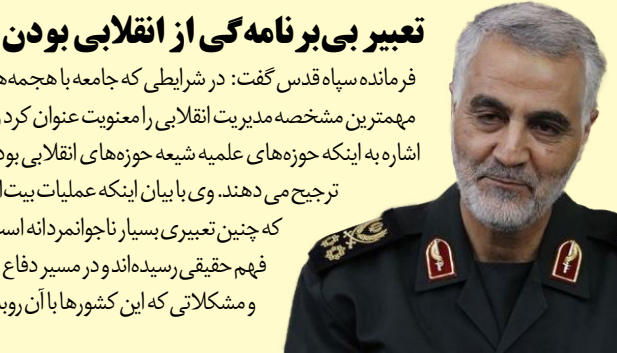 تعبیر بی‌برنامه‌گی از انقلابی بودن
فرمانده سپاه قدس گفت: در شرایطی که جامعه با هجمه‌ها
مهمترین مشخصه مدیریت انقلابی را معنویت عنوان کرد
اشاره به اینکه حوزه‌های علمیه شیعه حوزه‌های انقلابی بود
ترجیح می دهند. وی با بیان اینکه عملیات بیت‌ا
که چنین تعبیری بسیار ناجوانمردانه است
فهم حقیقی رسیده‌اند و در مسیر دفاع
و مشکلاتی که این کشورها با آن روب